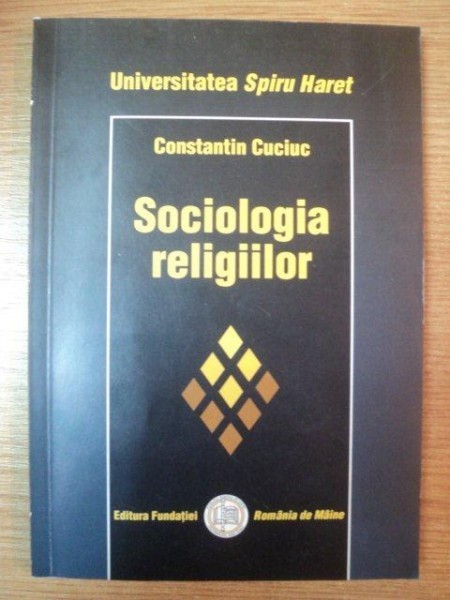 Universitatea Spiru Haret
Constantin Cuciuc
Sociologia
religiilor
Editura Fundației România de Mâine